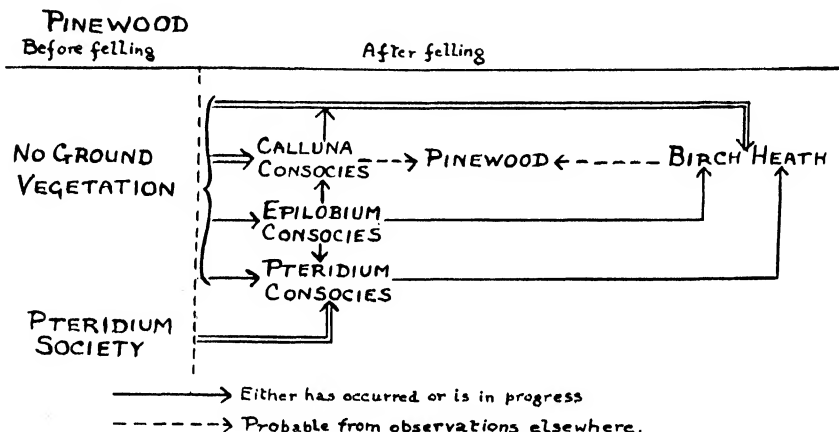 PINEWOOD
Before felling
After felling
NO GROUND
VEGETATION
CALLUNA
CONSOCIES
PINEWOOD
BIRCH HEATH
EPILOBIUM
CONSOCIES
PTERIDIUM
CONSOCIES
PTERIDIUM
SOCIETY
Either has occurred or is in progress
Probable from observations elsewhere.